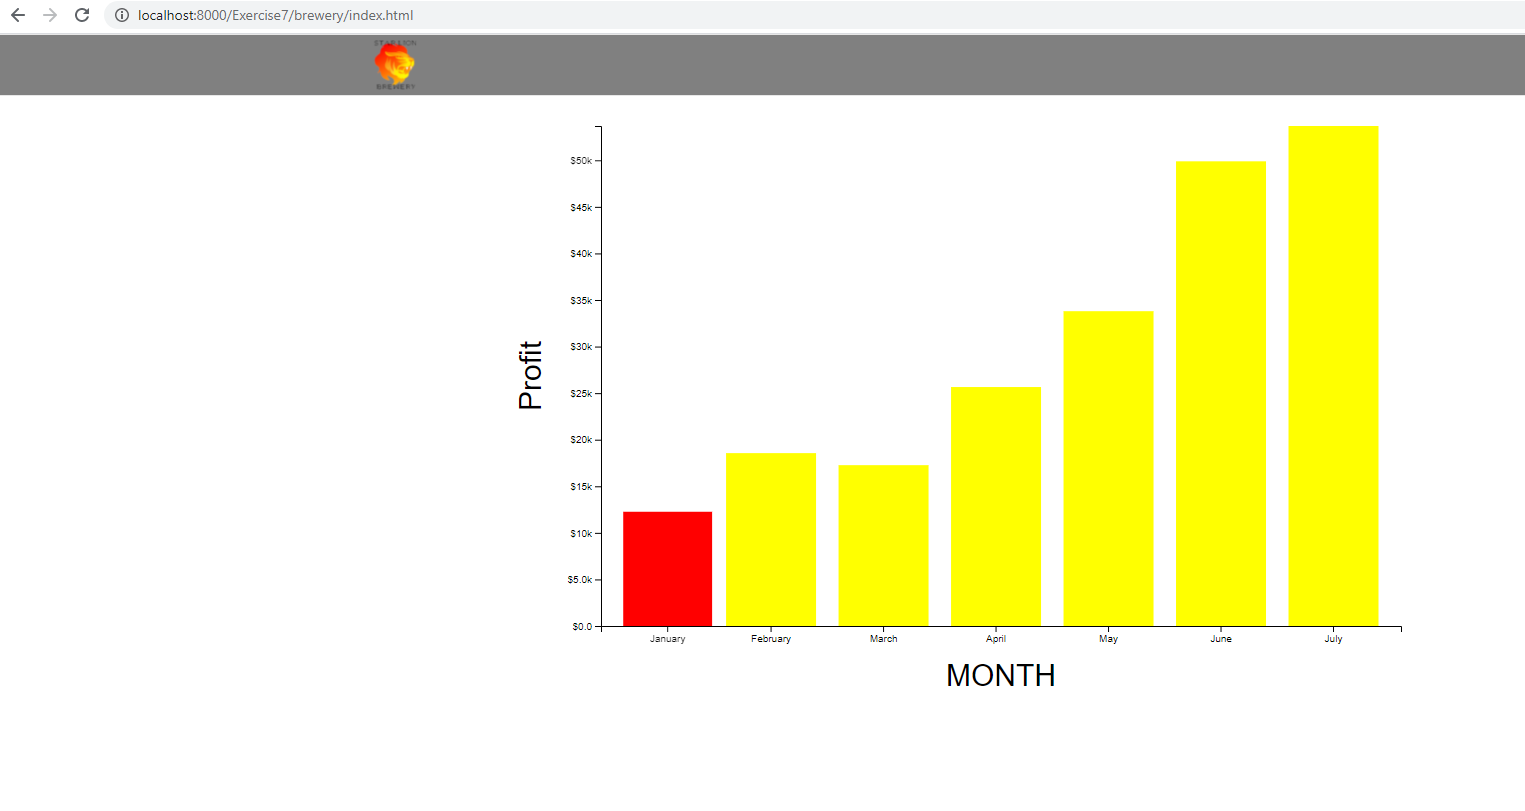 localhost:8000/Exercise7/brewery/index.html
BREWERY
$50k
$45k
$40k
$35k
$30k
$25k
$20k
$15k
$10k
$5.0k
$0.0
Profit
January February March April May June July
MONTH